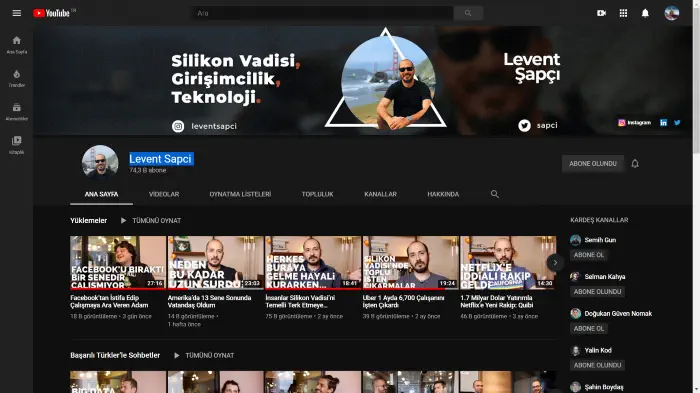 YouTube TR
Ara
Ana Sayfa
Trendler
Abonelikler
Kitaplık
Silikon Vadisi,
Girişimcilik,
Teknoloji.
leventsapci
Levent
Şapçı
sapci
Instagram
Levent Sapci
74,3 B abone
ABONE OLUNDU
ANA SAYFA
VİDEOLAR
OYNATMA LİSTELERİ
TOPLULUK
KANALLAR
HAKKINDA
Yüklemeler
TÜMÜNÜ OYNAT
FACEBOOK'U BIRAKTI
BİR SENEDİR
ÇALIŞMIYOR
27:16
Facebook'tan İstifa Edip
Çalışmaya Ara Veren Adam
18 B görüntüleme • 2 gün önce
NEDEN
BU KADAR
UZUN SÜRDÜ
23:03
Amerika'da 13 Sene Sonunda
Vatandaş Oldum
14 B görüntüleme •
1 hafta önce
HERKES
BURAYA
GELME HAYALİ
KURARKEN...
18:41
İnsanlar Silikon Vadisi'ni
Temelli Terk Etmeye...
75 B görüntüleme • 2 ay önce
SILIKON
VADISI'NDE
TOPLU
İŞTEN
ÇIKARMALAR
19:24
Uber 1 Ayda 6,700 Çalışanını
İşten Çıkardı
39 B görüntüleme • 2 ay önce
NETFLIX'E
İDDİALI RAKİP
GELDİ
CALIFORNIA
14:30
1.7 Milyar Dolar Yatırımla
Netflix'e Yeni Rakip: Quibi
46 B görüntüleme • 3 ay önce
KARDEŞ KANALLAR
Semih Gun
ABONE OL
Selman Kahya
ABONE OLUNDU
Doğukan Güven Nomak
ABONE OL
Yalin Kod
ABONE OLUNDU
Şahin Boydaş
Başarılı Türkler'le Sohbetler
TÜMÜNÜ OYNAT
BIG DATA